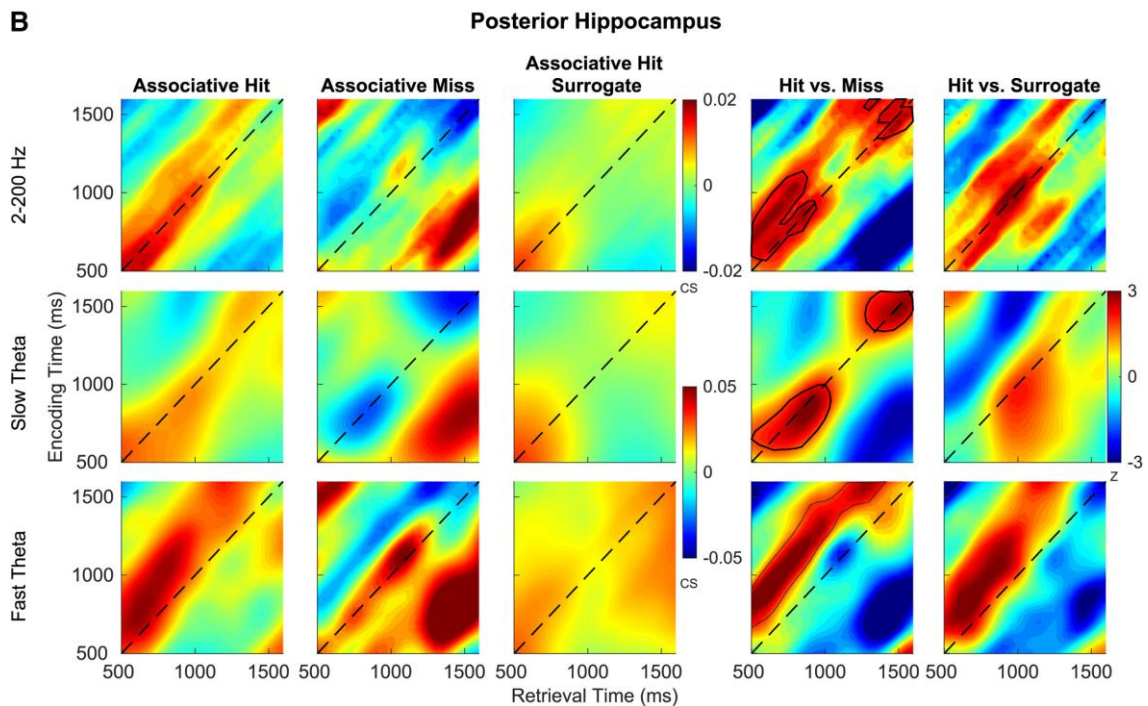 B
Posterior Hippocampus
Associative Hit
Associative Miss
Associative Hit
Surrogate
Hit vs. Miss
Hit vs. Surrogate
2-200 Hz
1500
1000
500
0.02
0
-0.02
CS
Slow Theta
Encoding Time (ms)
1500
1000
500
0.05
0
-0.05
CS
3
0
-3
Z
Fast Theta
1500
1000
500
500 1000 1500
500 1000 1500
500 1000 1500
500 1000 1500
500 1000 1500
Retrieval Time (ms)